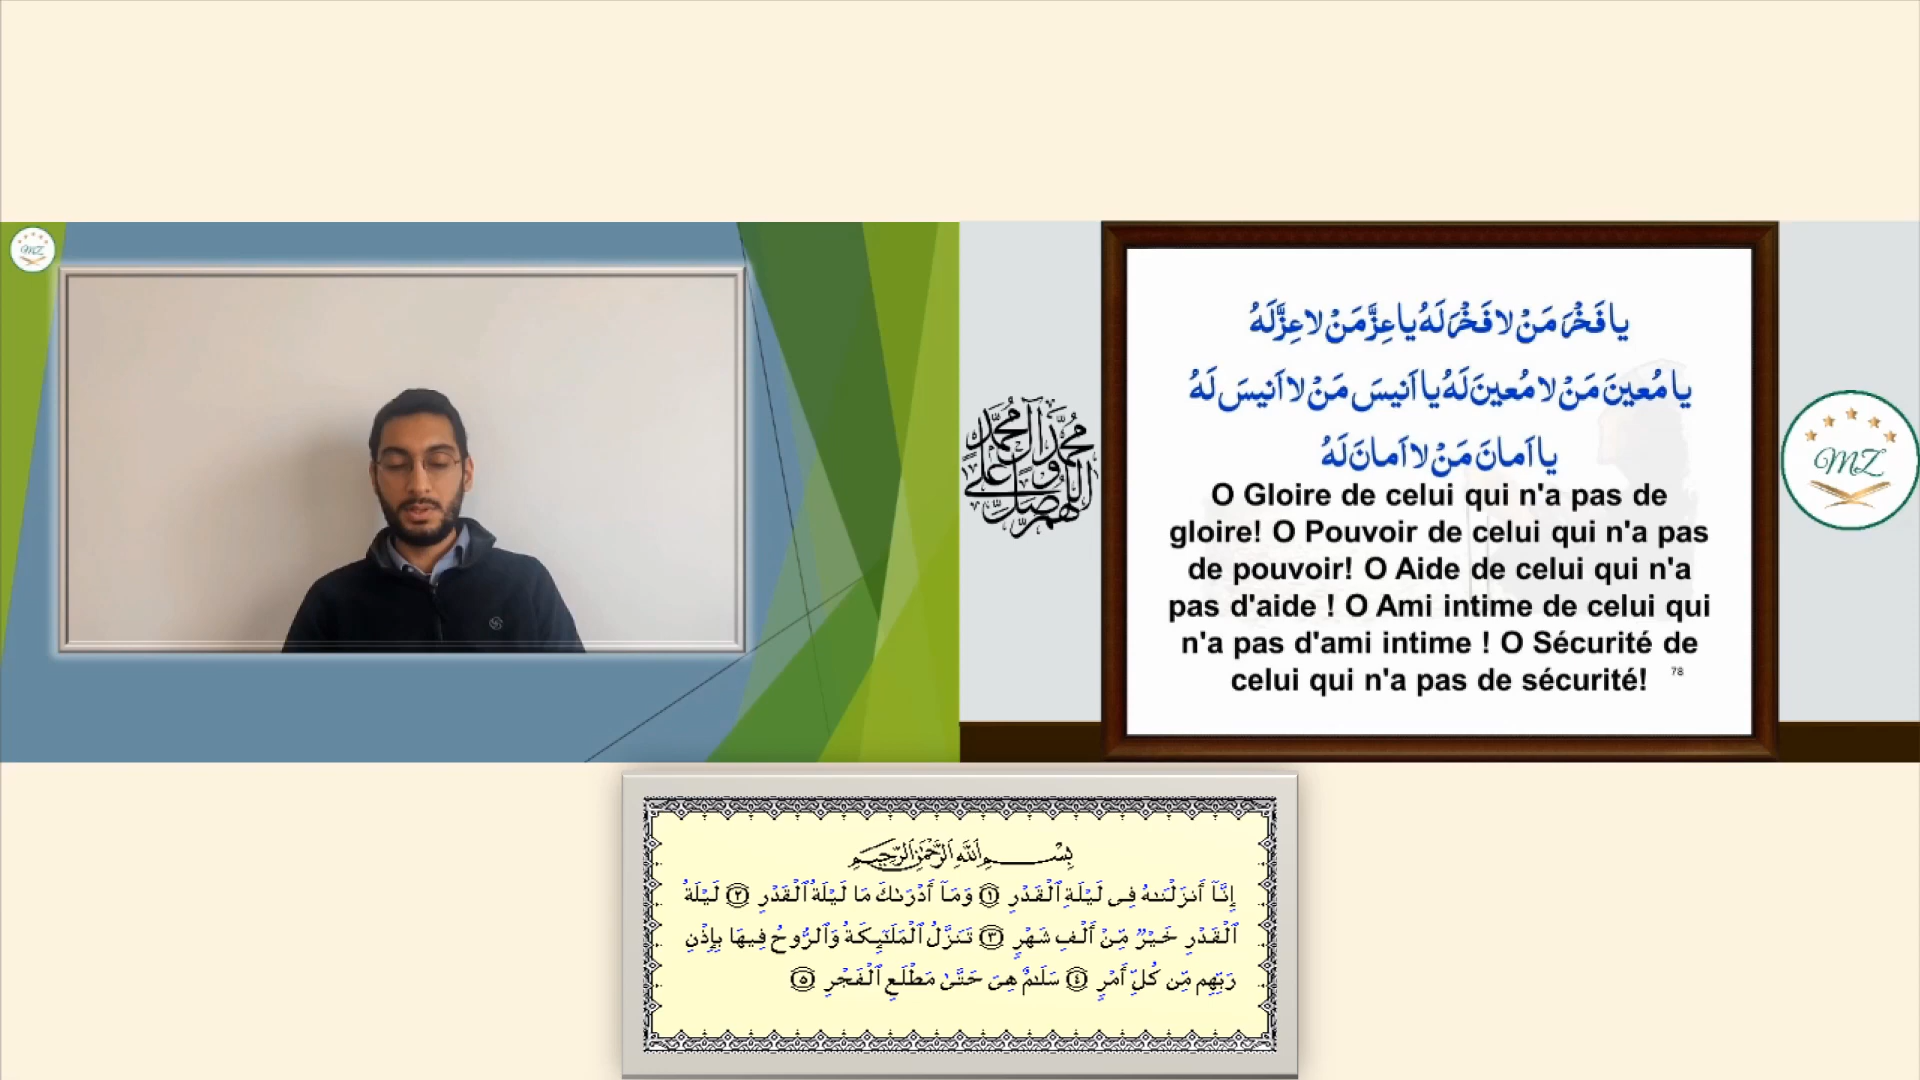 MZ
يا فَخْرَ مَنْ لا فَخْرَ لَهُ يا عِزَّ مَنْ لا عِزَّ لَهُ
يا مُعينَ مَنْ لا مُعينَ لَهُ يا اَنيسَ مَنْ لا اَنيسَ لَهُ
يا اَمانَ مَنْ لا اَمانَ لَهُ
O Gloire de celui qui n'a pas de
gloire! O Pouvoir de celui qui n'a pas
de pouvoir! O Aide de celui qui n'a
pas d'aide ! O Ami intime de celui qui
n'a pas d'ami intime ! O Sécurité de
celui qui n'a pas de sécurité!
78
اللهم صل على محمد وآل محمد
MZ
بِسْمِ ٱللَّهِ ٱلرَّحْمَٰنِ ٱلرَّحِيمِ
إِنَّآ أَنزَلْنَـٰهُ فِى لَيْلَةِ ٱلْقَدْرِ ۝١ وَمَآ أَدْرَىٰكَ مَا لَيْلَةُ ٱلْقَدْرِ ۝٢ لَيْلَةُ
ٱلْقَدْرِ خَيْرٌ مِّنْ أَلْفِ شَهْرٍ ۝٣ تَنَزَّلُ ٱلْمَلَـٰٓئِكَةُ وَٱلرُّوحُ فِيهَا بِإِذْنِ
رَبِّهِم مِّن كُلِّ أَمْرٍ ۝٤ سَلَـٰمٌ هِىَ حَتَّىٰ مَطْلَعِ ٱلْفَجْرِ ۝٥